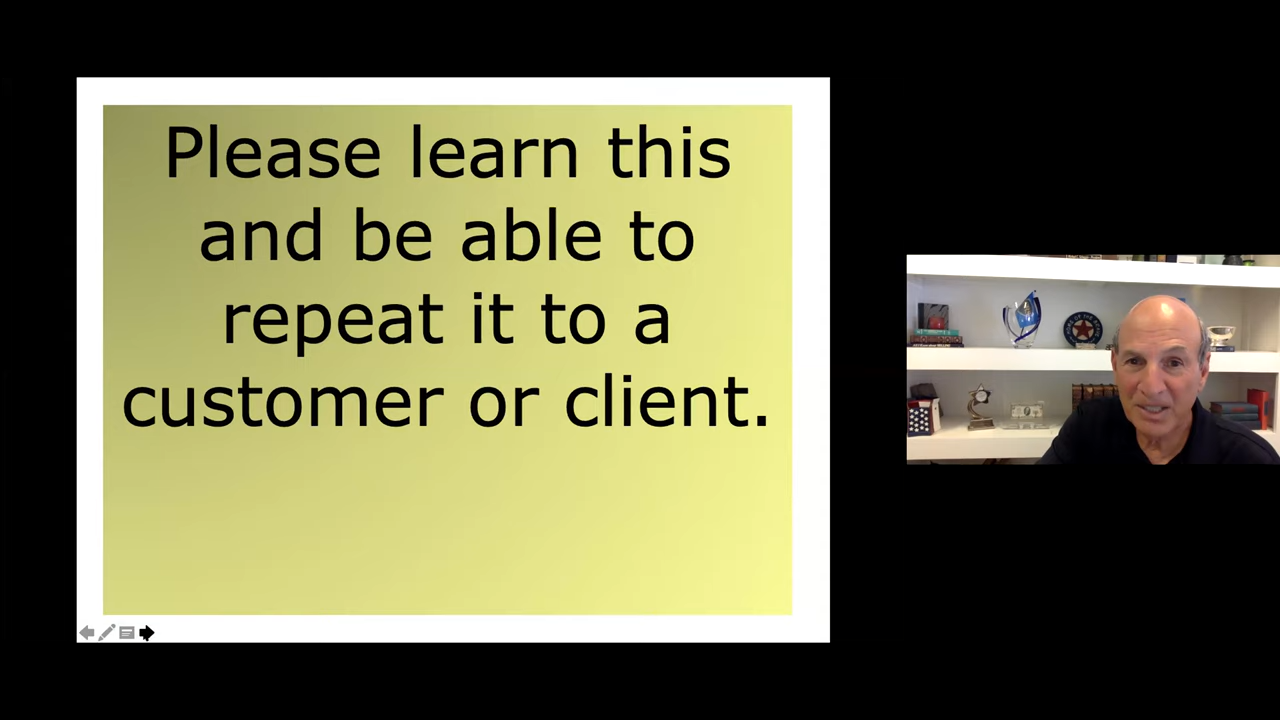 Please learn this
and be able to
repeat it to a
customer or client.